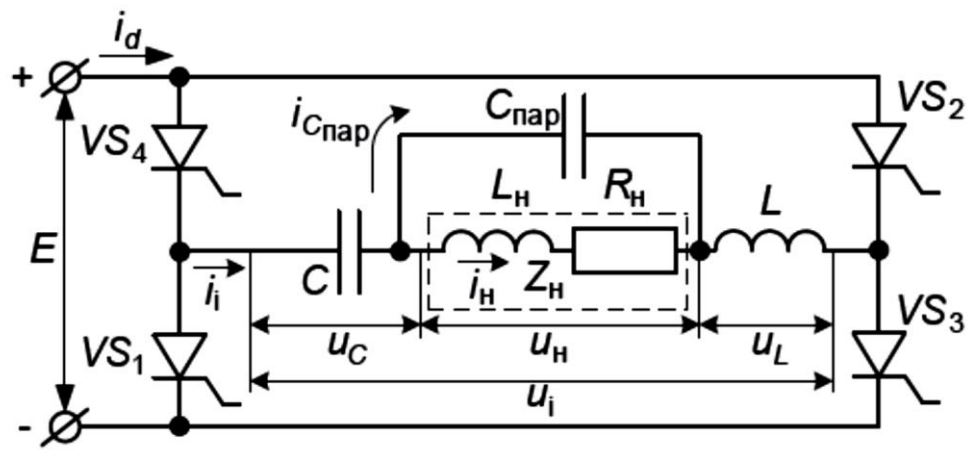 i_d
+
VS_4
i_Cпар
C_пар
VS_2
L_н
R_н
L
E
i_i
C
i_н
Z_н
VS_1
VS_3
u_C
u_н
u_L
u_i
-